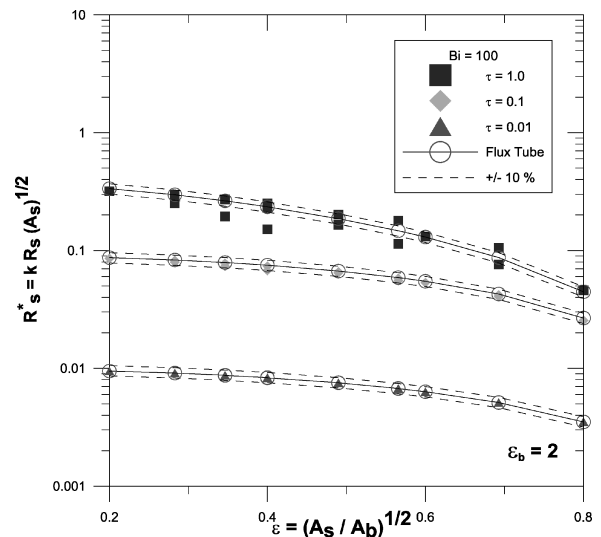 10
Bi = 100
τ = 1.0
τ = 0.1
τ = 0.01
Flux Tube
+/- 10 %
1
0.1
0.01
0.001
R*s = k Rs (As)1/2
εb = 2
0.2
0.4
0.6
0.8
ε = (As / Ab)1/2